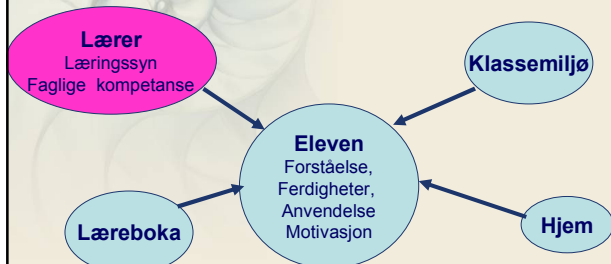 Lærer
Læringssyn
Faglige kompetanse
Klassemiljø
Eleven
Forståelse,
Ferdigheter,
Anvendelse
Motivasjon
Læreboka
Hjem